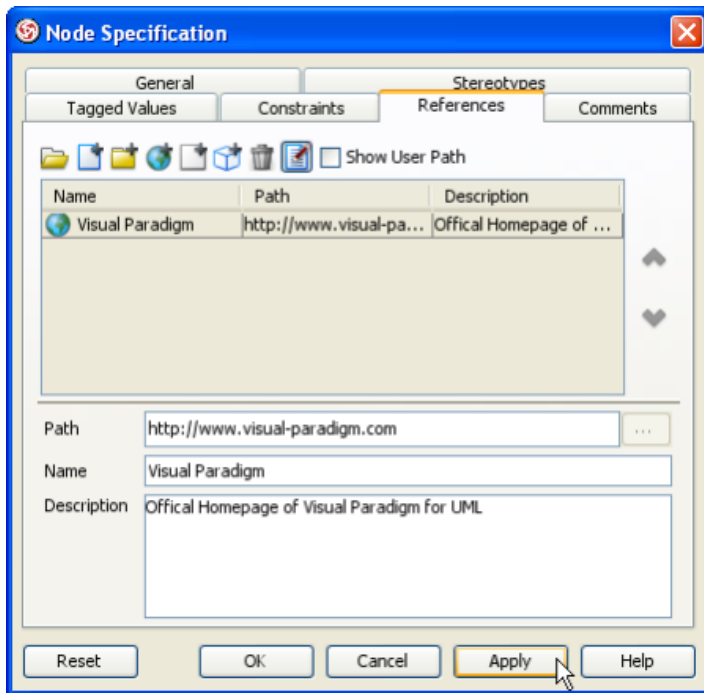 Node Specification
General Stereotypes
Tagged Values Constraints References Comments
Show User Path
Name Path Description
Visual Paradigm http://www.visual-pa... Offical Homepage of ...
Path http://www.visual-paradigm.com ...
Name Visual Paradigm
Description Offical Homepage of Visual Paradigm for UML
Reset OK Cancel Apply Help